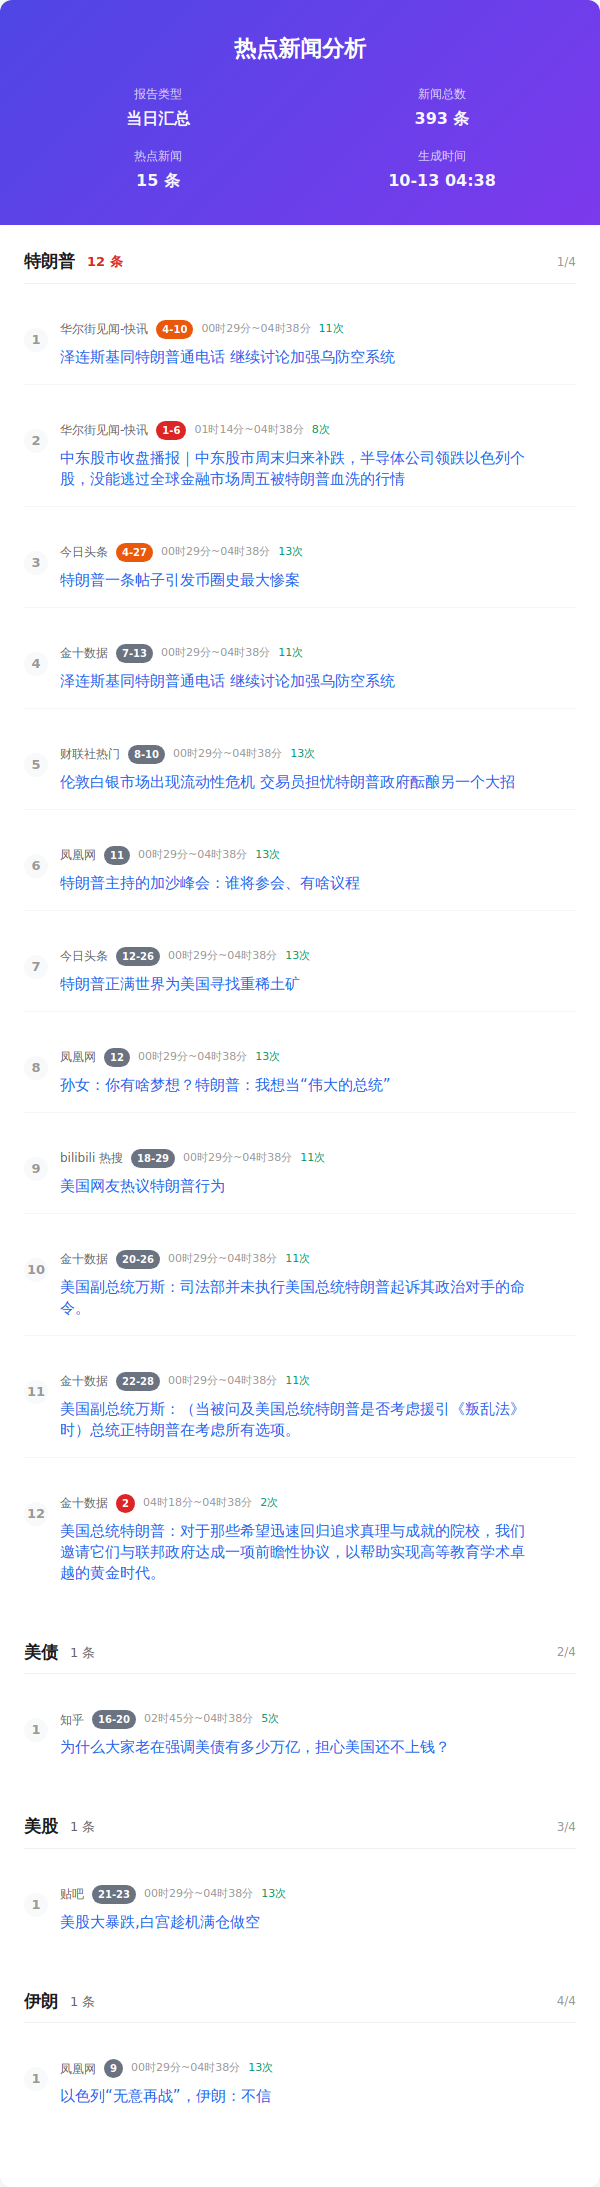 热点新闻分析
报告类型
新闻总数
当日汇总
393 条
热点新闻
生成时间
15 条
10-13 04:38
特朗普 12 条 1/4
1 华尔街见闻-快讯 4-10 00时29分~04时38分 11次
泽连斯基同特朗普通电话 继续讨论加强乌防空系统
2 华尔街见闻-快讯 1-6 01时14分~04时38分 8次
中东股市收盘播报｜中东股市周末归来补跌，半导体公司领跌以色列个
股，没能逃过全球金融市场周五被特朗普血洗的行情
3 今日头条 4-27 00时29分~04时38分 13次
特朗普一条帖子引发币圈史最大惨案
4 金十数据 7-13 00时29分~04时38分 11次
泽连斯基同特朗普通电话 继续讨论加强乌防空系统
5 财联社热门 8-10 00时29分~04时38分 13次
伦敦白银市场出现流动性危机 交易员担忧特朗普政府酝酿另一个大招
6 凤凰网 11 00时29分~04时38分 13次
特朗普主持的加沙峰会：谁将参会、有啥议程
7 今日头条 12-26 00时29分~04时38分 13次
特朗普正满世界为美国寻找重稀土矿
8 凤凰网 12 00时29分~04时38分 13次
孙女：你有啥梦想？特朗普：我想当“伟大的总统”
9 bilibili 热搜 18-29 00时29分~04时38分 11次
美国网友热议特朗普行为
10 金十数据 20-26 00时29分~04时38分 11次
美国副总统万斯：司法部并未执行美国总统特朗普起诉其政治对手的命
令。
11 金十数据 22-28 00时29分~04时38分 11次
美国副总统万斯：（当被问及美国总统特朗普是否考虑援引《叛乱法》
时）总统正特朗普在考虑所有选项。
12 金十数据 2 04时18分~04时38分 2次
美国总统特朗普：对于那些希望迅速回归追求真理与成就的院校，我们
邀请它们与联邦政府达成一项前瞻性协议，以帮助实现高等教育学术卓
越的黄金时代。
美债 1 条 2/4
1 知乎 16-20 02时45分~04时38分 5次
为什么大家老在强调美债有多少万亿，担心美国还不上钱？
美股 1 条 3/4
1 贴吧 21-23 00时29分~04时38分 13次
美股大暴跌,白宫趁机满仓做空
伊朗 1 条 4/4
1 凤凰网 9 00时29分~04时38分 13次
以色列“无意再战”，伊朗：不信